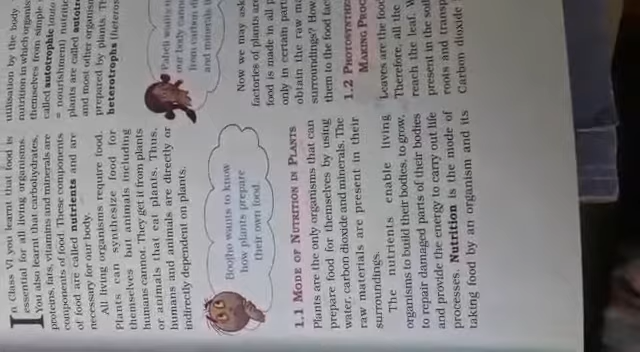 In Class VI you learnt that food is
essential for all living organisms.
You also learnt that carbohydrates,
proteins, fats, vitamins and minerals are
components of food. These components
of food are called nutrients and are
necessary for our body.
All living organisms require food.
Plants can synthesize food for
themselves but animals including
humans cannot. They get it from plants
or animals that eat plants. Thus,
humans and animals are directly or
indirectly dependent on plants.
Boojho wants to know
how plants prepare
their own food.
1.1 MODE OF NUTRITION IN PLANTS
Plants are the only organisms that can
prepare food for themselves by using
water, carbon dioxide and minerals. The
raw materials are present in their
surroundings.
The nutrients enable living
organisms to build their bodies, to grow,
to repair damaged parts of their bodies
and provide the energy to carry out life
processes. Nutrition is the mode of
taking food by an organism and its
utilisation by the body.
nutrition in which organis
themselves from simple
called autotrophic (auto
= nourishment) nutritio
plants are called autotro
and most other organism
prepared by plants. Th
heterotrophs (heteros
Paheli wants
our body cann
from carbon di
and minerals
Now we may ask
factories of plants are
food is made in all p
only in certain part
obtain the raw ma
surroundings? How
them to the food fac
1.2 PHOTOSYNTHES
MAKING PROC
Leaves are the food
Therefore, all the
reach the leaf. W
present in the soil
roots and transp
Carbon dioxide